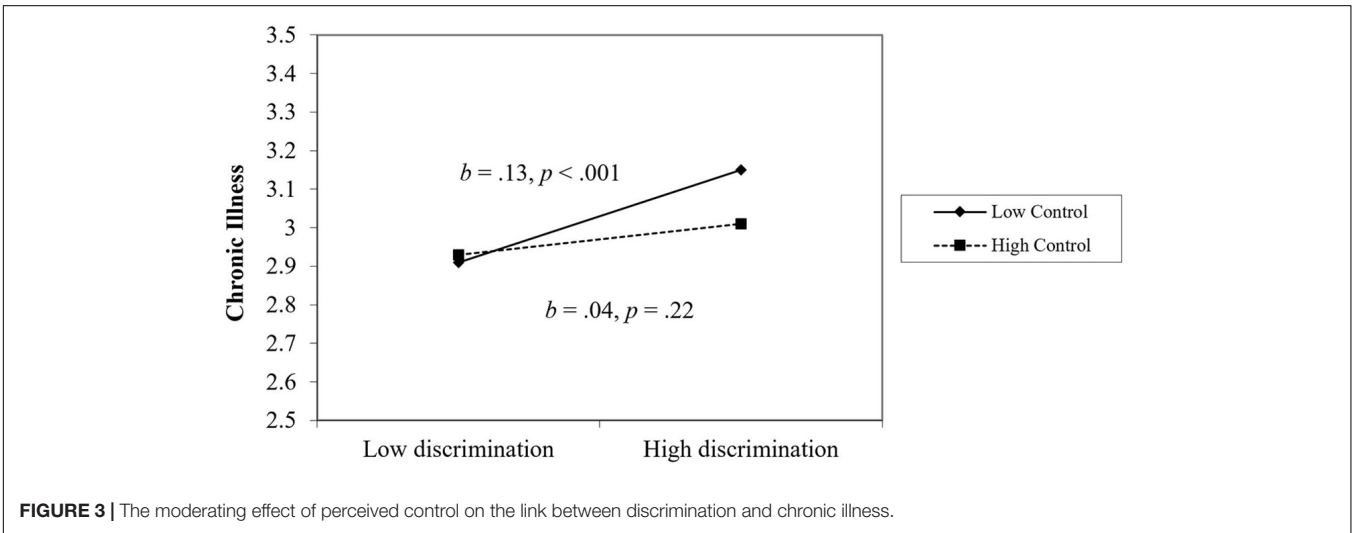 3.5
3.4
3.3
3.2
3.1
3
2.9
2.8
2.7
2.6
2.5
Chronic Illness
b = .13, p < .001
b = .04, p = .22
Low discrimination
High discrimination
Low Control
High Control
FIGURE 3 | The moderating effect of perceived control on the link between discrimination and chronic illness.